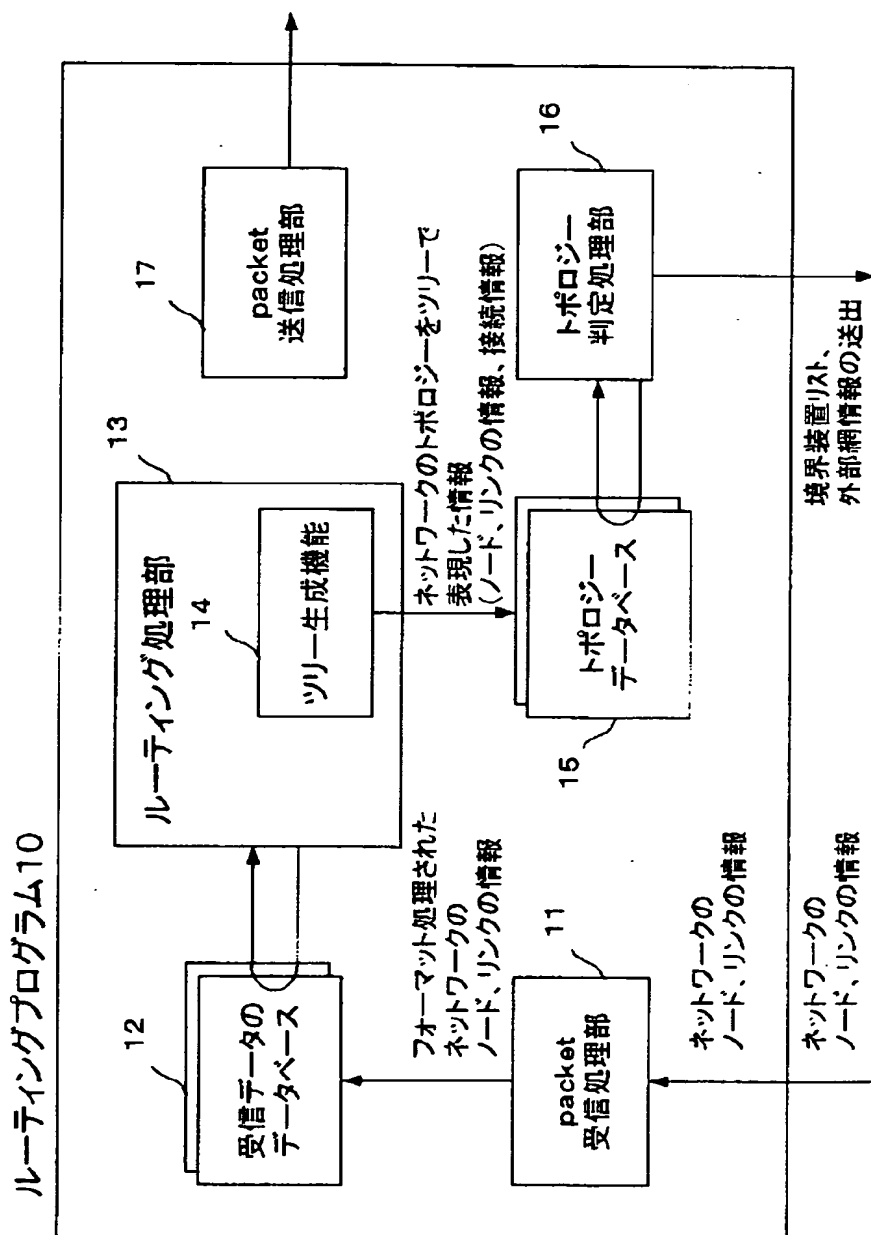 ルーティングプログラム10
12
受信データの
データベース
フォーマット処理された
ネットワークの
ノード、リンクの情報
11
packet
受信処理部
ネットワークの
ノード、リンクの情報
ネットワークの
ノード、リンクの情報
13
ルーティング処理部
14
ツリー生成機能
ネットワークのトポロジーをツリーで
表現した情報
(ノード、リンクの情報、接続情報)
15
トポロジー
データベース
17
packet
送信処理部
16
トポロジー
判定処理部
境界装置リスト、
外部網情報の送出